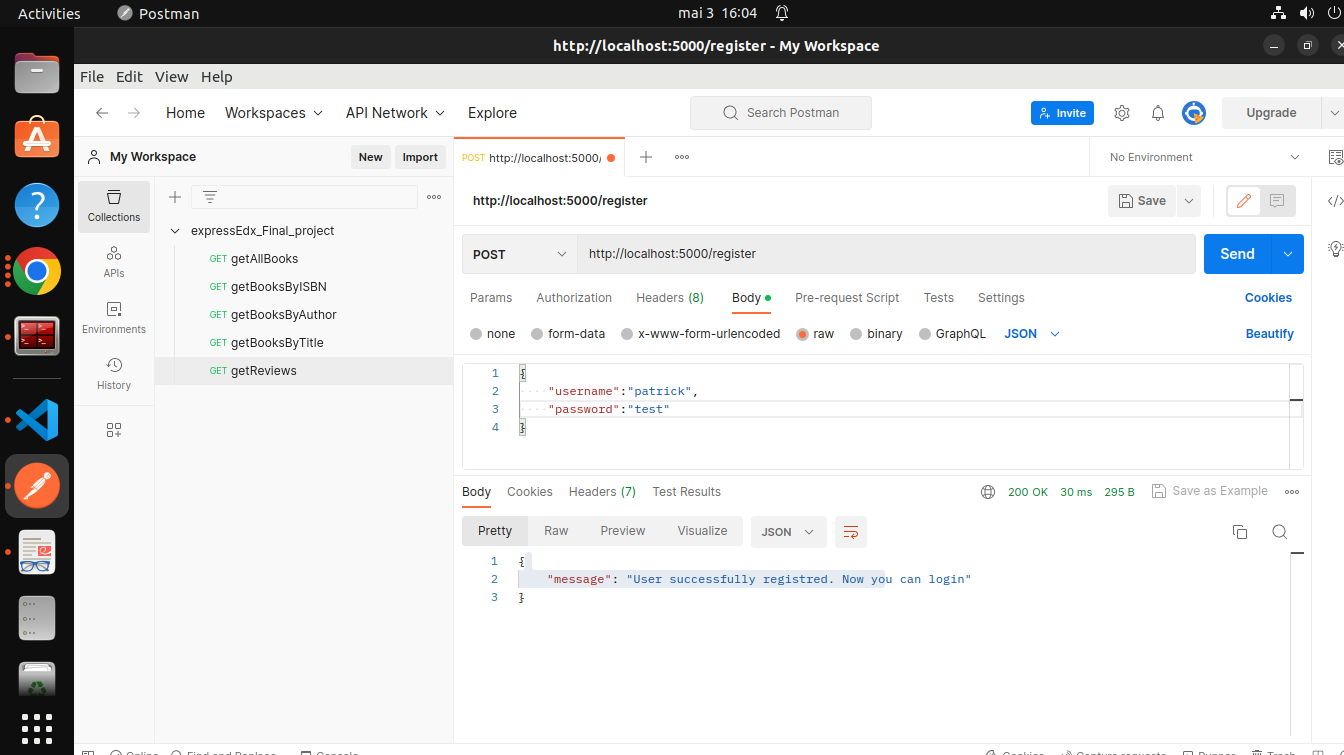 Activities Postman mai 3 16:04
http://localhost:5000/register - My Workspace
File Edit View Help
Home Workspaces API Network Explore Search Postman Invite Upgrade
My Workspace New Import POST http://localhost:5000/ No Environment
Collections
APIs
Environments
History
expressEdx_Final_project
GET getAllBooks
GET getBooksByISBN
GET getBooksByAuthor
GET getBooksByTitle
GET getReviews
http://localhost:5000/register Save
POST http://localhost:5000/register Send
Params Authorization Headers (8) Body Pre-request Script Tests Settings Cookies
none form-data x-www-form-urlencoded raw binary GraphQL JSON Beautify
1 {
2 "username":"patrick",
3 "password":"test"
4 }
Body Cookies Headers (7) Test Results 200 OK 30 ms 295 B Save as Example
Pretty Raw Preview Visualize JSON
1 {
2 "message": "User successfully registred. Now you can login"
3 }
Online Find and Replace Console Cookies Capture requests Runner Trash